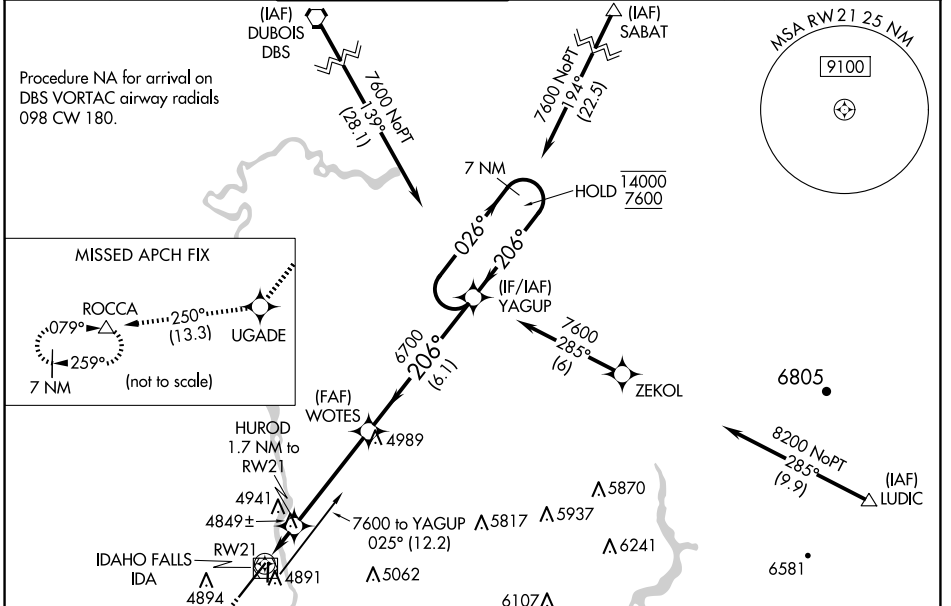 (IAF)
DUBOIS
DBS
(IAF)
SABAT
MSA RW 21 25 NM
9100
Procedure NA for arrival on
DBS VORTAC airway radials
098 CW 180.
7600 NoPT
139°
(28.1)
7600 NoPT
194°
(22.5)
7 NM
HOLD
14000
7600
026°
206°
(IF/IAF)
YAGUP
MISSED APCH FIX
ROCCA
079°
250°
(13.3)
UGADE
259°
7 NM
(not to scale)
6700
206°
(6.1)
7600
285°
(6)
ZEKOL
6805
(FAF)
WOTES
4989
HUROD
1.7 NM to
RW21
8200 NoPT
285°
(9.9)
(IAF)
LUDIC
4941
4849±
7600 to YAGUP
025° (12.2)
5870
5817
5937
6241
IDAHO FALLS
IDA
RW21
4891
4894
5062
6581
6107